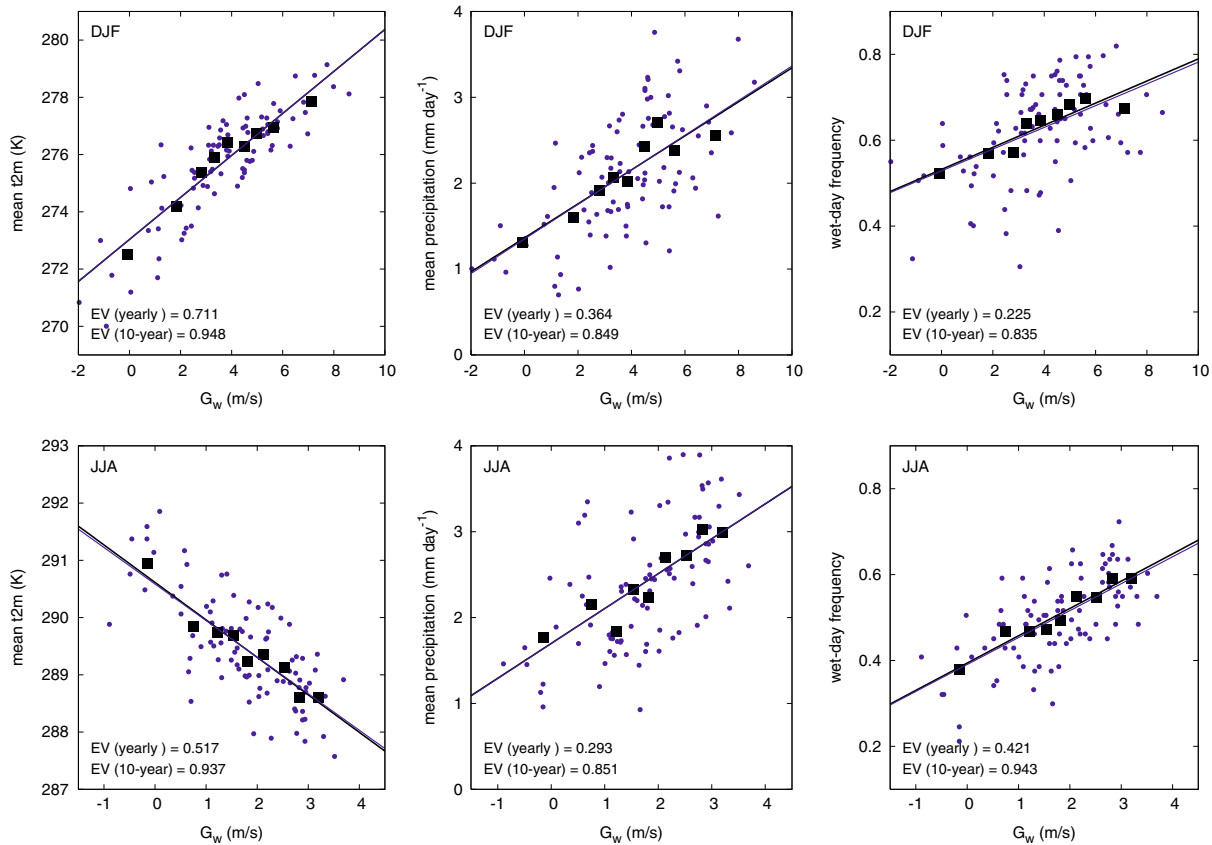 280
278
276
274
272
270
mean t2m (K)
DJF
EV (yearly ) = 0.711
EV (10-year) = 0.948
-2 0 2 4 6 8 10
G_w (m/s)
4
3
2
1
0
mean precipitation (mm day⁻¹)
DJF
EV (yearly ) = 0.364
EV (10-year) = 0.849
-2 0 2 4 6 8 10
G_w (m/s)
0.8
0.6
0.4
0.2
wet-day frequency
DJF
EV (yearly ) = 0.225
EV (10-year) = 0.835
-2 0 2 4 6 8 10
G_w (m/s)
293
292
291
290
289
288
287
mean t2m (K)
JJA
EV (yearly ) = 0.517
EV (10-year) = 0.937
-1 0 1 2 3 4
G_w (m/s)
4
3
2
1
0
mean precipitation (mm day⁻¹)
JJA
EV (yearly ) = 0.293
EV (10-year) = 0.851
-1 0 1 2 3 4
G_w (m/s)
0.8
0.6
0.4
0.2
wet-day frequency
JJA
EV (yearly ) = 0.421
EV (10-year) = 0.943
-1 0 1 2 3 4
G_w (m/s)